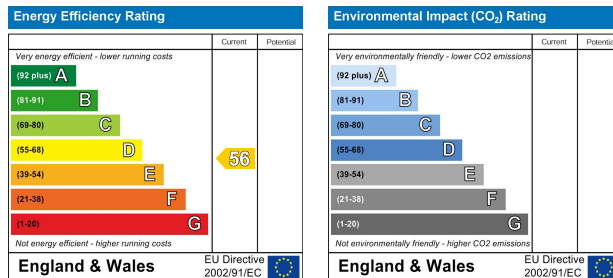 Energy Efficiency Rating
Current Potential
Very energy efficient - lower running costs
(92 plus) A
(81-91) B
(69-80) C
(55-68) D
56
(39-54) E
(21-38) F
(1-20) G
Not energy efficient - higher running costs
England & Wales
EU Directive
2002/91/EC
Environmental Impact (CO₂) Rating
Current Potential
Very environmentally friendly - lower CO2 emissions
(92 plus) A
(81-91) B
(69-80) C
(55-68) D
(39-54) E
(21-38) F
(1-20) G
Not environmentally friendly - higher CO2 emissions
England & Wales
EU Directive
2002/91/EC